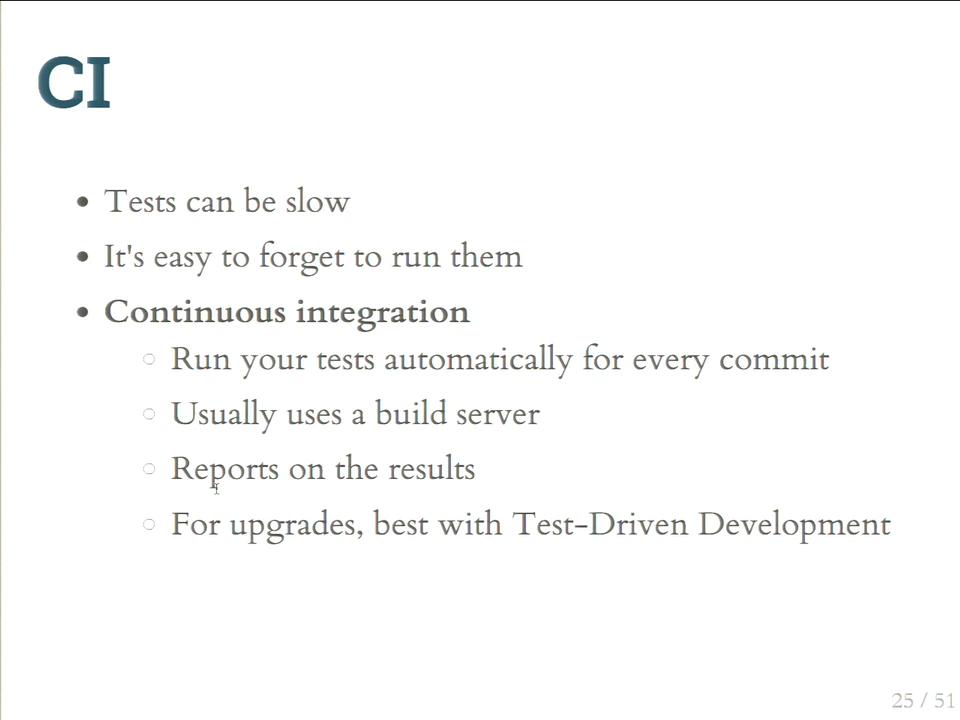 CI
Tests can be slow
It's easy to forget to run them
Continuous integration
Run your tests automatically for every commit
Usually uses a build server
Reports on the results
For upgrades, best with Test-Driven Development
25 / 51